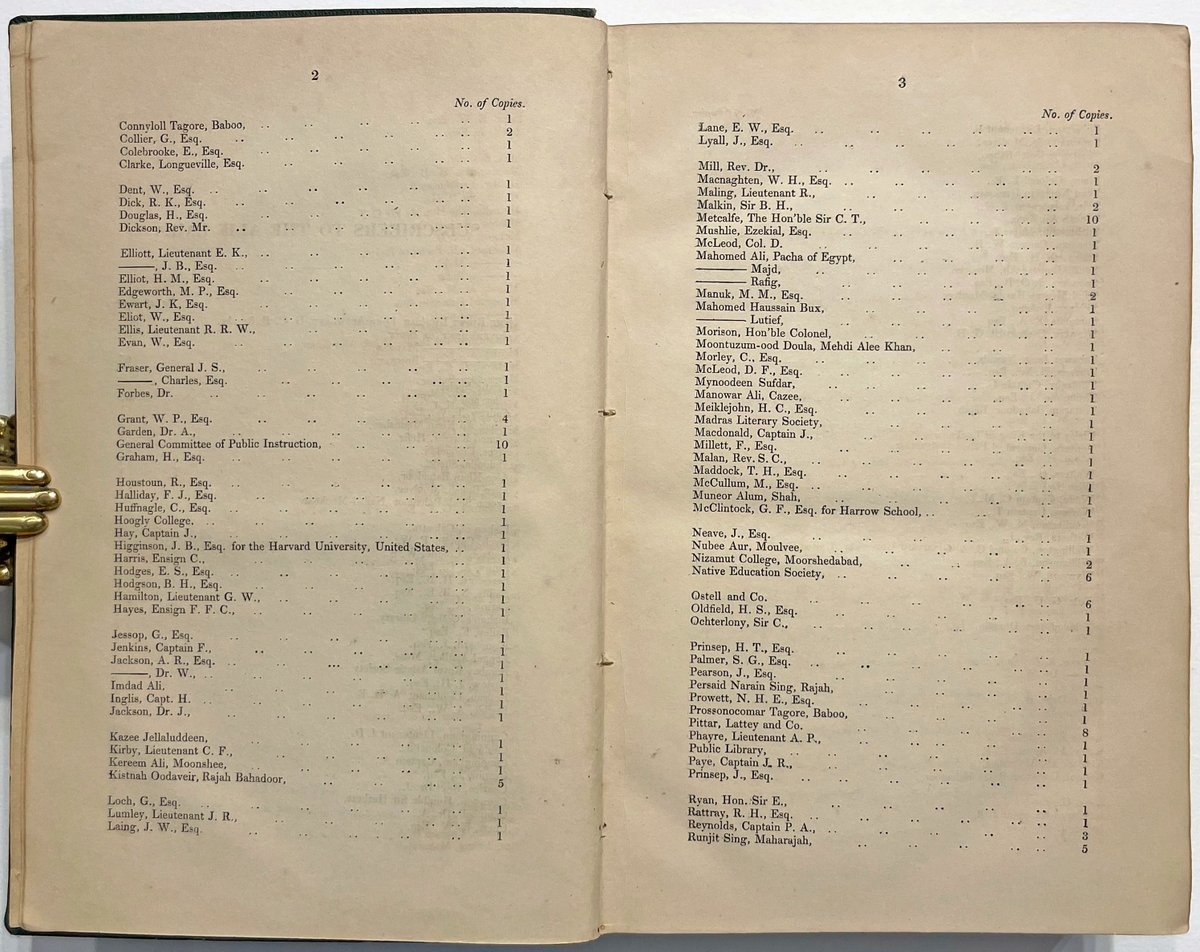 2
No. of Copies.
Connyloll Tagore, Baboo, .. .. .. .. 1
Collier, G., Esq. .. .. .. .. 2
Colebrooke, E., Esq. .. .. .. .. 1
Clarke, Longueville, Esq. .. .. .. .. 1
Dent, W., Esq. .. .. .. .. 1
Dick, R. K., Esq. .. .. .. .. 1
Douglas, H., Esq. .. .. .. .. 1
Dickson, Rev. Mr. .. .. .. .. 1
Elliott, Lieutenant E. K., .. .. .. .. 1
———, J. B., Esq. .. .. .. .. 1
Elliot, H. M., Esq. .. .. .. .. 1
Edgeworth. M. P., Esq. .. .. .. .. 1
Ewart, J. K, Esq. .. .. .. .. 1
Eliot, W., Esq. .. .. .. .. 1
Ellis, Lieutenant R. R. W., .. .. .. .. 1
Evan, W., Esq. .. .. .. .. 1
Fraser, General J. S., .. .. .. .. 1
———, Charles, Esq. .. .. .. .. 1
Forbes, Dr. .. .. .. .. 1
Grant, W. P., Esq. .. .. .. .. 4
Garden, Dr. A., .. .. .. .. 1
General Committee of Public Instruction, .. .. .. 10
Graham, H., Esq. .. .. .. .. 1
Houstoun, R., Esq. .. .. .. .. 1
Halliday, F. J., Esq. .. .. .. .. 1
Huffnagle, C., Esq. .. .. .. .. 1
Hoogly College. .. .. .. .. 1
Hay, Captain J., .. .. .. .. 1
Higginson, J. B., Esq. for the Harvard University, United States, .. 1
Harris, Ensign C., .. .. .. .. 1
Hodges, E. S., Esq. .. .. .. .. 1
Hodgson, B. H., Esq. .. .. .. .. 1
Hamilton, Lieutenant G. W., .. .. .. .. 1
Hayes, Ensign F. F. C., .. .. .. .. 1
Jessop, G., Esq. .. .. .. .. 1
Jenkins, Captain F., .. .. .. .. 1
Jackson, A. R., Esq. .. .. .. .. 1
———, Dr. W., .. .. .. .. 1
Imdad Ali, .. .. .. .. 1
Inglis, Capt. H. .. .. .. .. 1
Jackson, Dr. J., .. .. .. .. 1
Kazee Jellaluddeen, .. .. .. .. 1
Kirby, Lieutenant C. F., .. .. .. .. 1
Kereem Ali, Moonshee, .. .. .. .. 1
Kistnah Oodaveir, Rajah Bahadoor, .. .. .. 5
Loch, G., Esq. .. .. .. .. 1
Lumley, Lieutenant J. R., .. .. .. .. 1
Laing, J. W., Esq. .. .. .. .. 1
3
No. of Copies.
Lane, E. W., Esq. .. .. .. .. 1
Lyall, J., Esq. .. .. .. .. 1
Mill, Rev. Dr., .. .. .. .. 2
Macnaghten, W. H., Esq. .. .. .. .. 1
Maling, Lieutenant R., .. .. .. .. 1
Malkin, Sir B. H., .. .. .. .. 2
Metcalfe, The Hon'ble Sir C. T., .. .. .. 10
Mushlie, Ezekial, Esq. .. .. .. .. 1
McLeod, Col. D. .. .. .. .. 1
Mahomed Ali, Pacha of Egypt, .. .. .. 1
——— Majd, .. .. .. .. 1
——— Rafig, .. .. .. .. 1
Manuk, M. M., Esq. .. .. .. .. 2
Mahomed Haussain Bux, .. .. .. .. 1
——— Lutief, .. .. .. .. 1
Morison, Hon'ble Colonel, .. .. .. .. 1
Moontuzum-ood Doula, Mehdi Alee Khan, .. .. .. 1
Morley, C., Esq. .. .. .. .. 1
McLeod, D. F., Esq. .. .. .. .. 1
Mynoodeen Sufdar, .. .. .. .. 1
Manowar Ali, Cazee, .. .. .. .. 1
Meiklejohn, H. C., Esq. .. .. .. .. 1
Madras Literary Society, .. .. .. .. 1
Macdonald, Captain J., .. .. .. .. 1
Millett, F., Esq. .. .. .. .. 1
Malan, Rev. S. C., .. .. .. .. 1
Maddock, T. H., Esq. .. .. .. .. 1
McCullum, M., Esq. .. .. .. .. 1
Muneor Alum, Shah, .. .. .. .. 1
McClintock, G. F., Esq. for Harrow School, .. .. .. 1
Neave, J., Esq. .. .. .. .. 1
Nubee Aur, Moulvee, .. .. .. .. 1
Nizamut College, Moorshedabad, .. .. .. 2
Native Education Society, .. .. .. .. 6
Ostell and Co. .. .. .. .. 6
Oldfield, H. S., Esq. .. .. .. .. 1
Ochterlony, Sir C., .. .. .. .. 1
Prinsep, H. T., Esq. .. .. .. .. 1
Palmer, S. G., Esq. .. .. .. .. 1
Pearson, J., Esq. .. .. .. .. 1
Persaid Narain Sing, Rajah, .. .. .. .. 1
Prowett, N. H. E., Esq. .. .. .. .. 1
Prossonocomar Tagore, Baboo, .. .. .. 1
Pittar, Lattey and Co. .. .. .. .. 8
Phayre, Lieutenant A. P., .. .. .. .. 1
Public Library, .. .. .. .. 1
Paye, Captain J. R., .. .. .. .. 1
Prinsep, J., Esq. .. .. .. .. 1
Ryan, Hon. Sir E., .. .. .. .. 1
Rattray, R. H., Esq. .. .. .. .. 1
Reynolds, Captain P. A., .. .. .. .. 3
Runjit Sing, Maharajah, .. .. .. .. 5